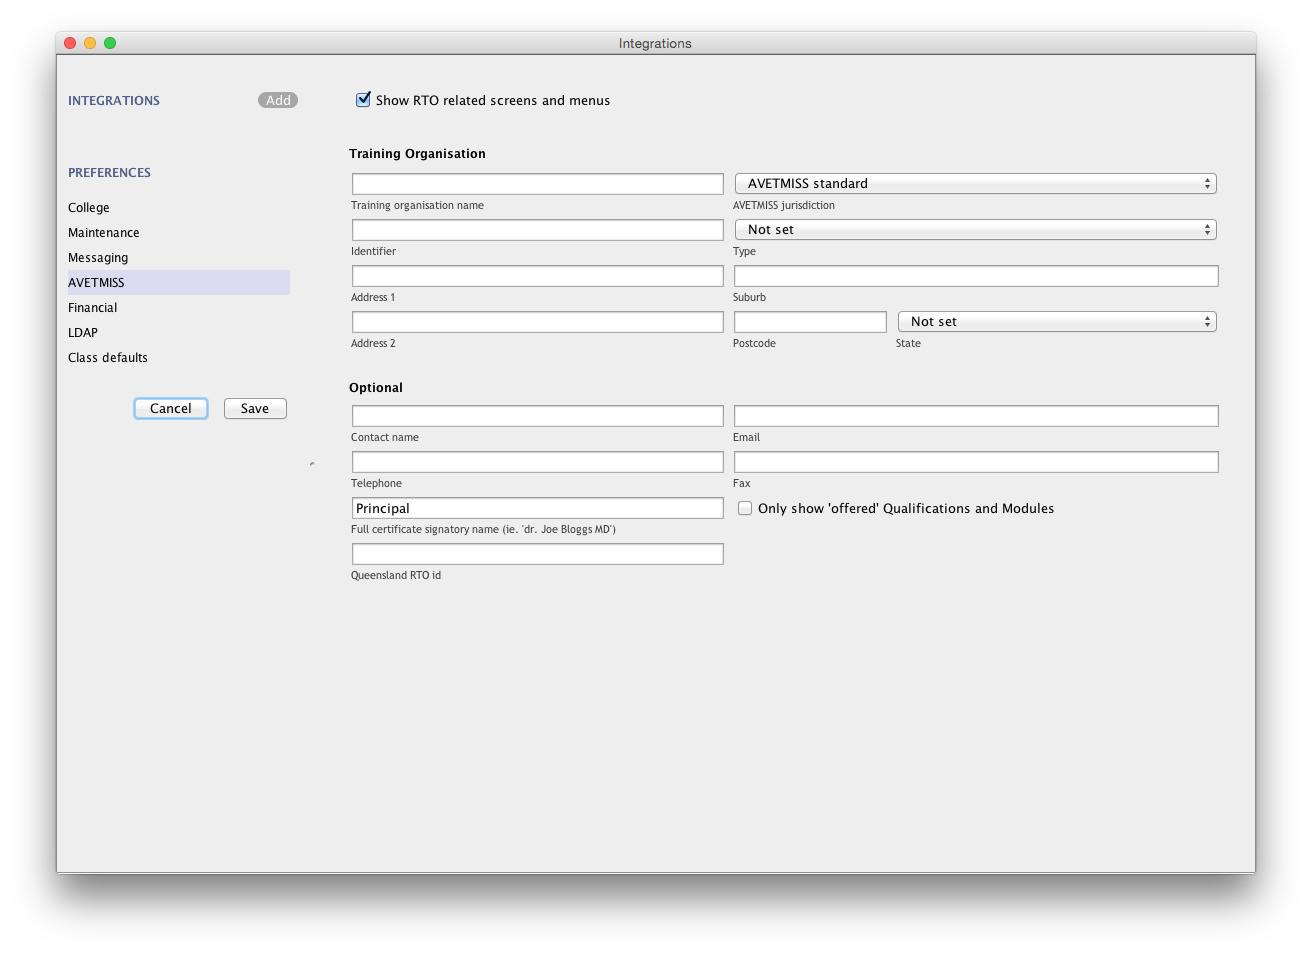 Integrations
INTEGRATIONS Add
PREFERENCES
College
Maintenance
Messaging
AVETMISS
Financial
LDAP
Class defaults
Cancel Save
Show RTO related screens and menus
Training Organisation
AVETMISS standard
Training organisation name AVETMISS jurisdiction
Not set
Identifier Type
Address 1 Suburb
Not set
Address 2 Postcode State
Optional
Contact name Email
Telephone Fax
Principal Only show 'offered' Qualifications and Modules
Full certificate signatory name (ie. 'dr. Joe Bloggs MD')
Queensland RTO id